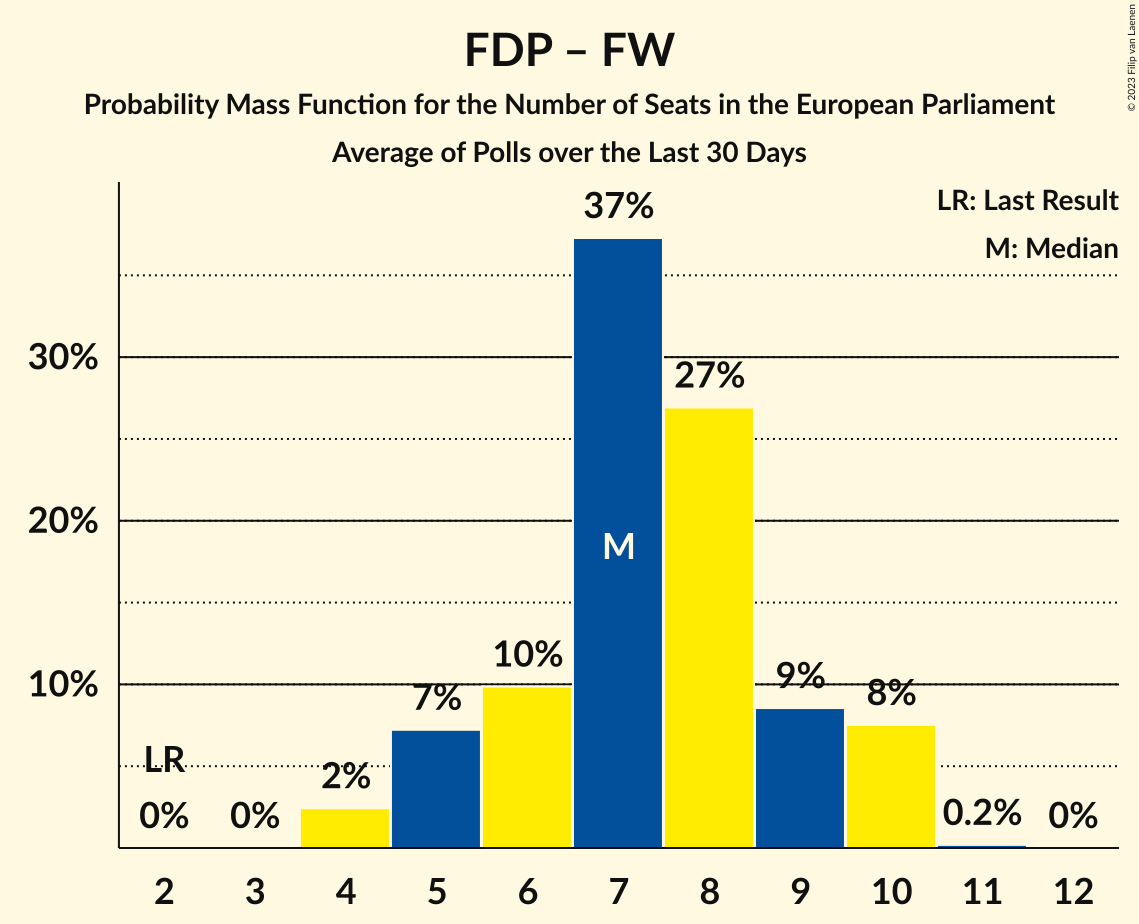 FDP – FW
Probability Mass Function for the Number of Seats in the European Parliament
Average of Polls over the Last 30 Days
© 2023 Filip van Laenen
LR: Last Result
M: Median
30%
20%
10%
LR
0%
0%
2%
7%
10%
37%
M
27%
9%
8%
0.2%
0%
2 3 4 5 6 7 8 9 10 11 12